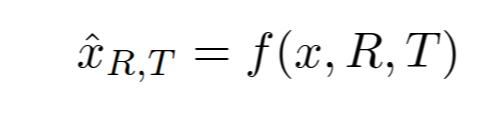 x̂_{R,T} = f(x, R, T)